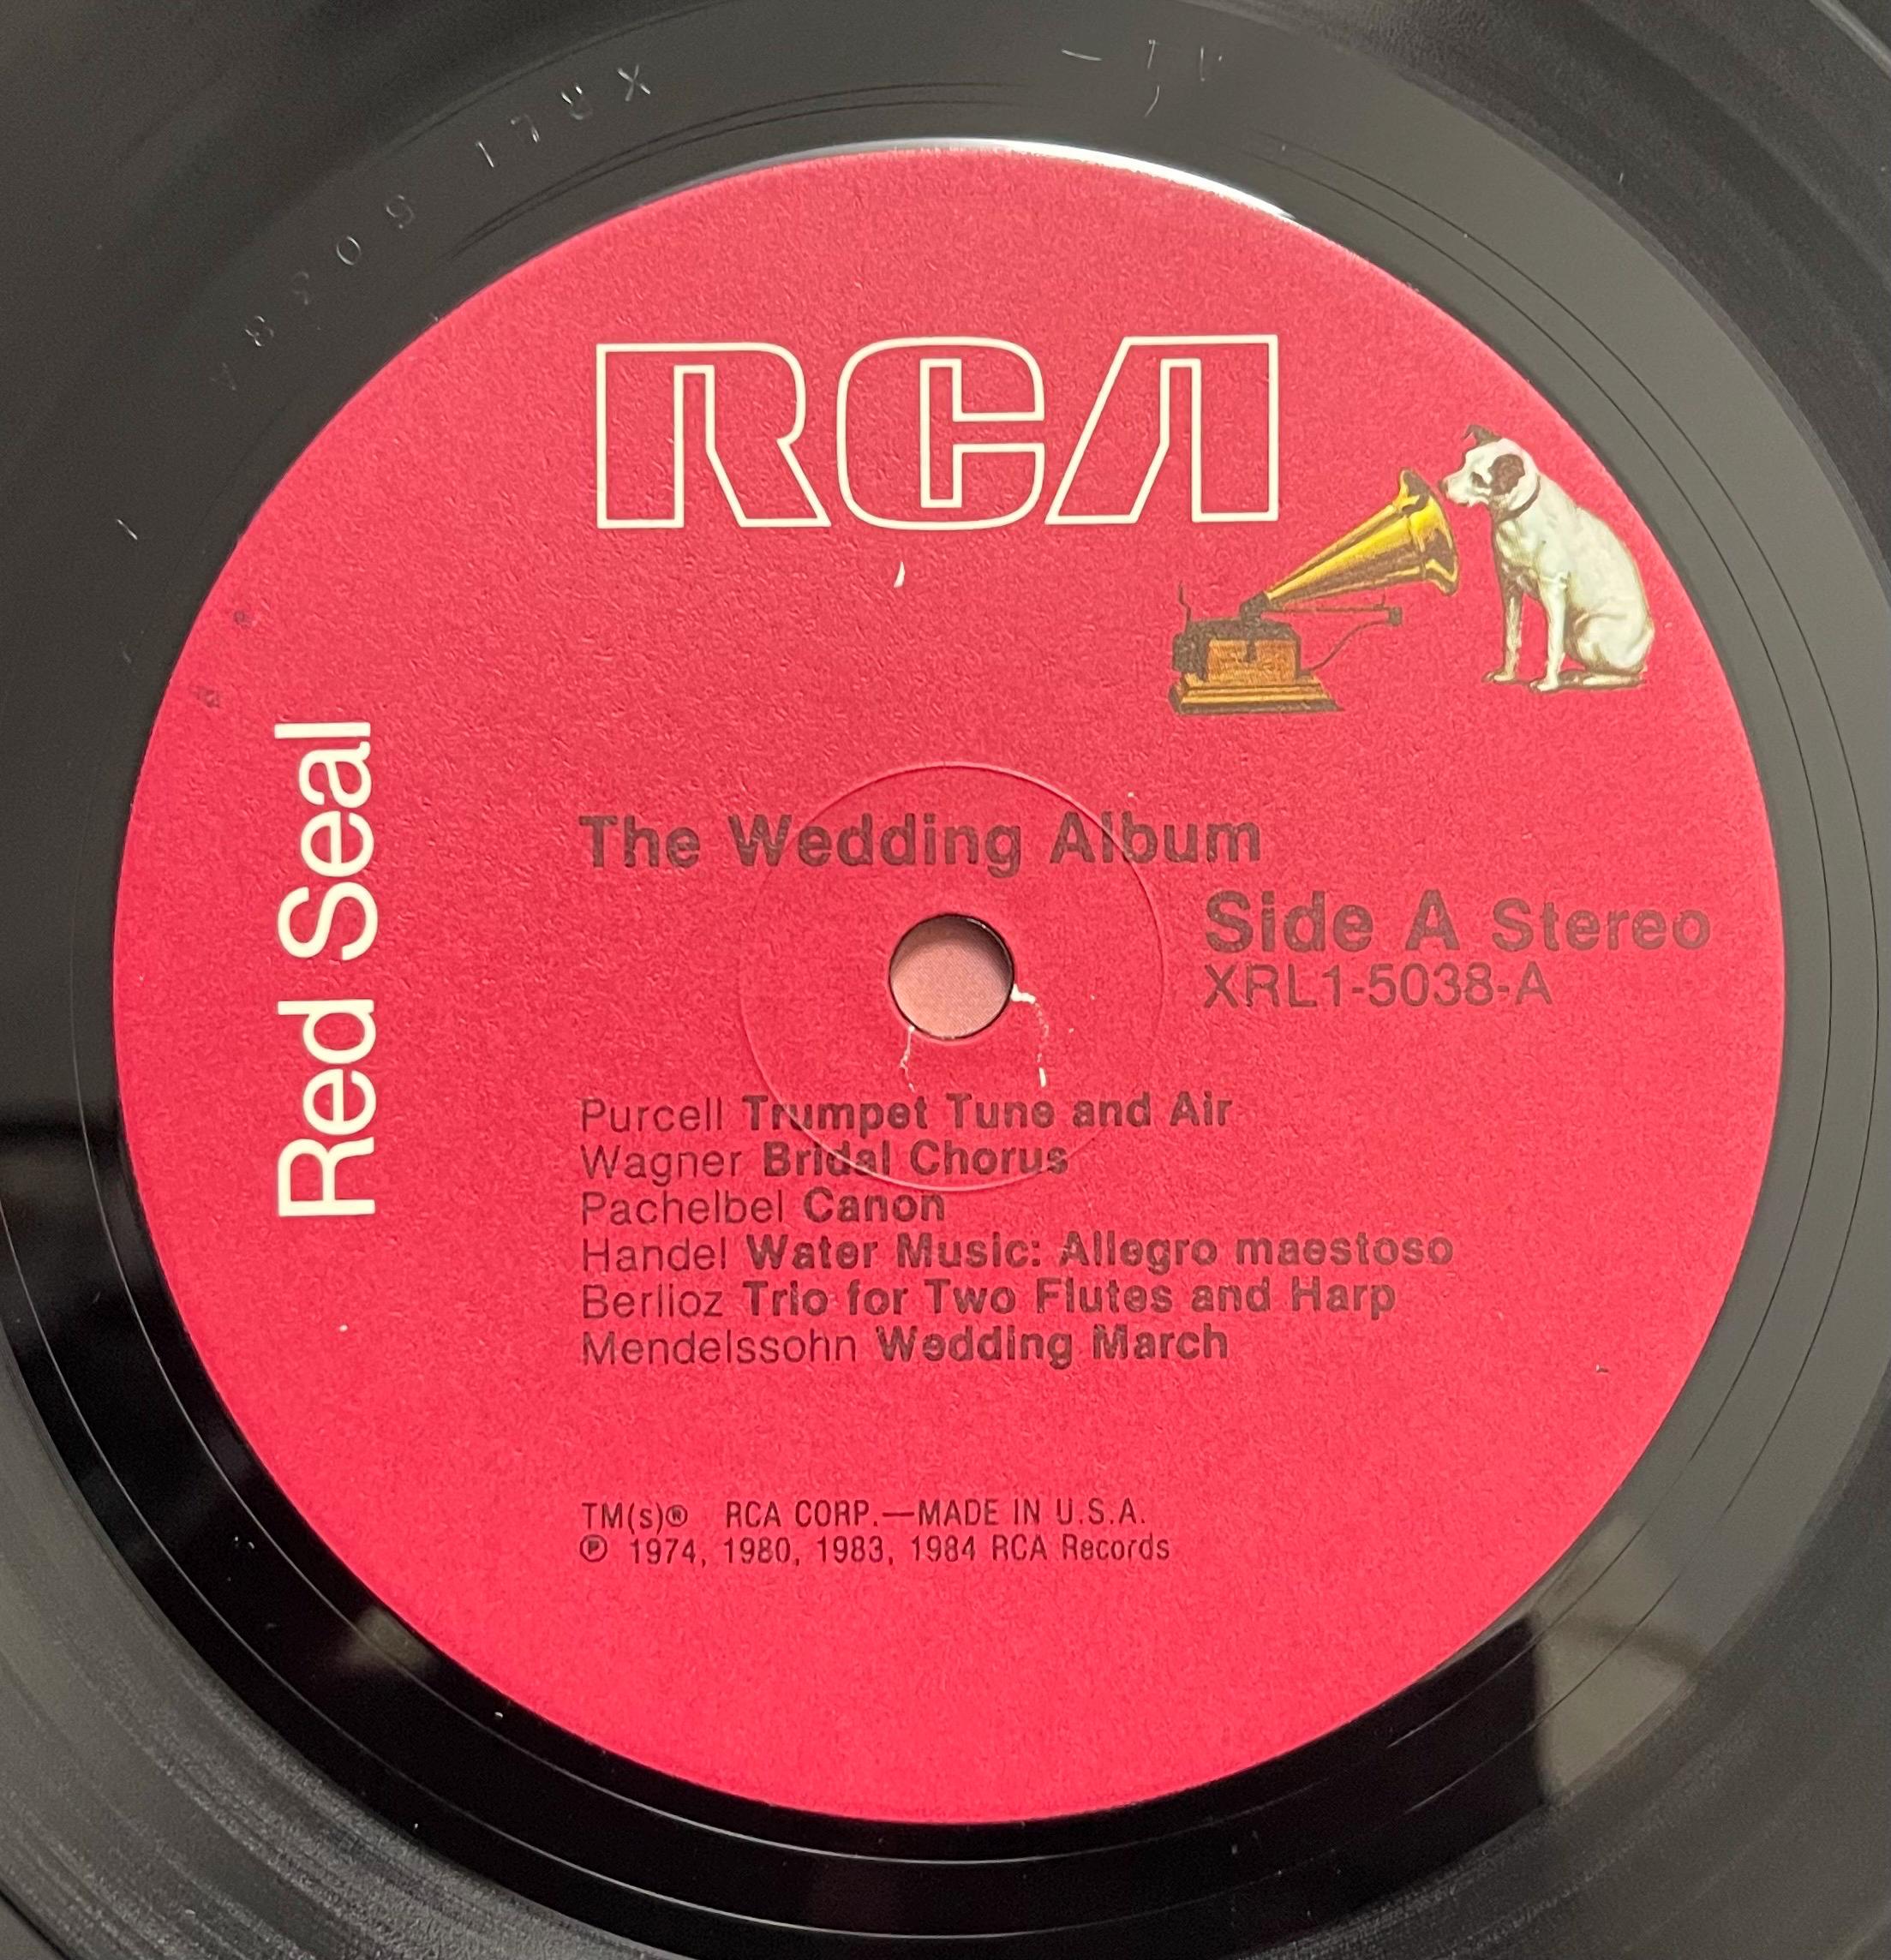 RCA
Red Seal
The Wedding Album
Side A Stereo
XRL1-5038-A
Purcell Trumpet Tune and Air
Wagner Bridal Chorus
Pachelbel Canon
Handel Water Music: Allegro maestoso
Berlioz Trio for Two Flutes and Harp
Mendelssohn Wedding March
TM(s)® RCA CORP.—MADE IN U.S.A.
℗ 1974, 1980, 1983, 1984 RCA Records